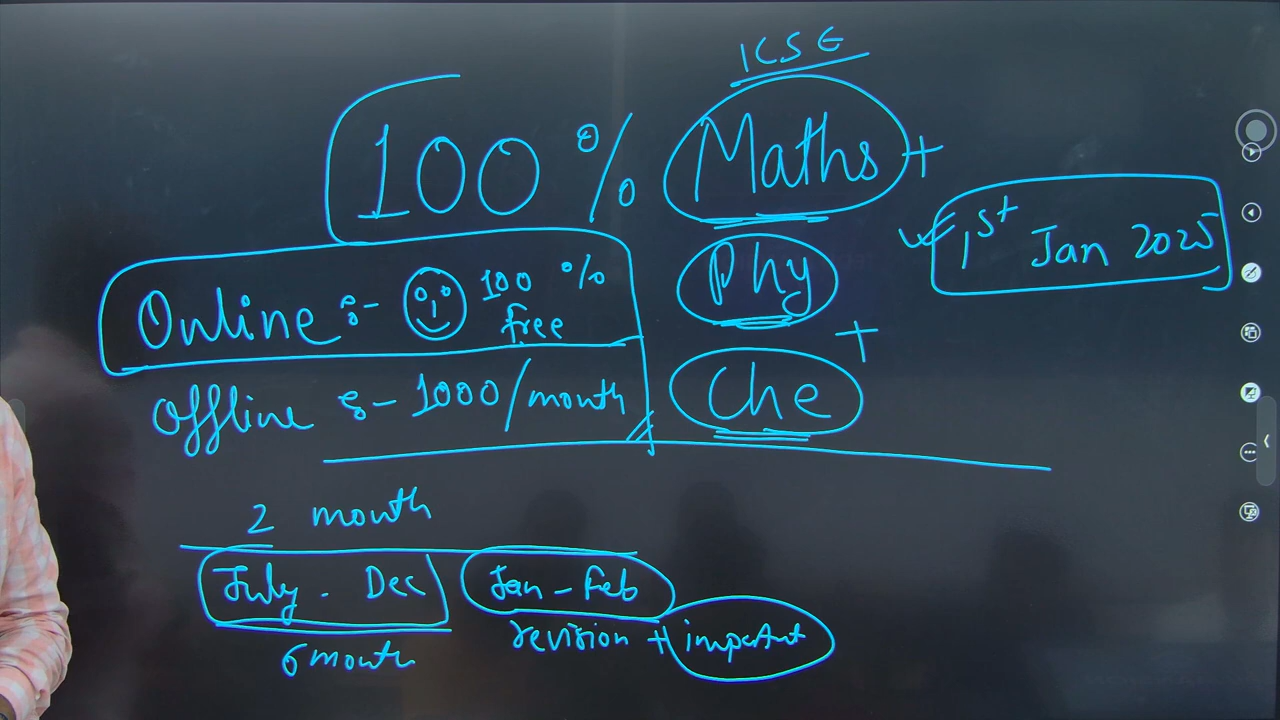 ICSE
100 % Maths +
1st Jan 2025
Phy +
Online :- 100 % free
Offline :- 1000/month
Che
2 month
July - Dec Jan - Feb
6 month revision + important